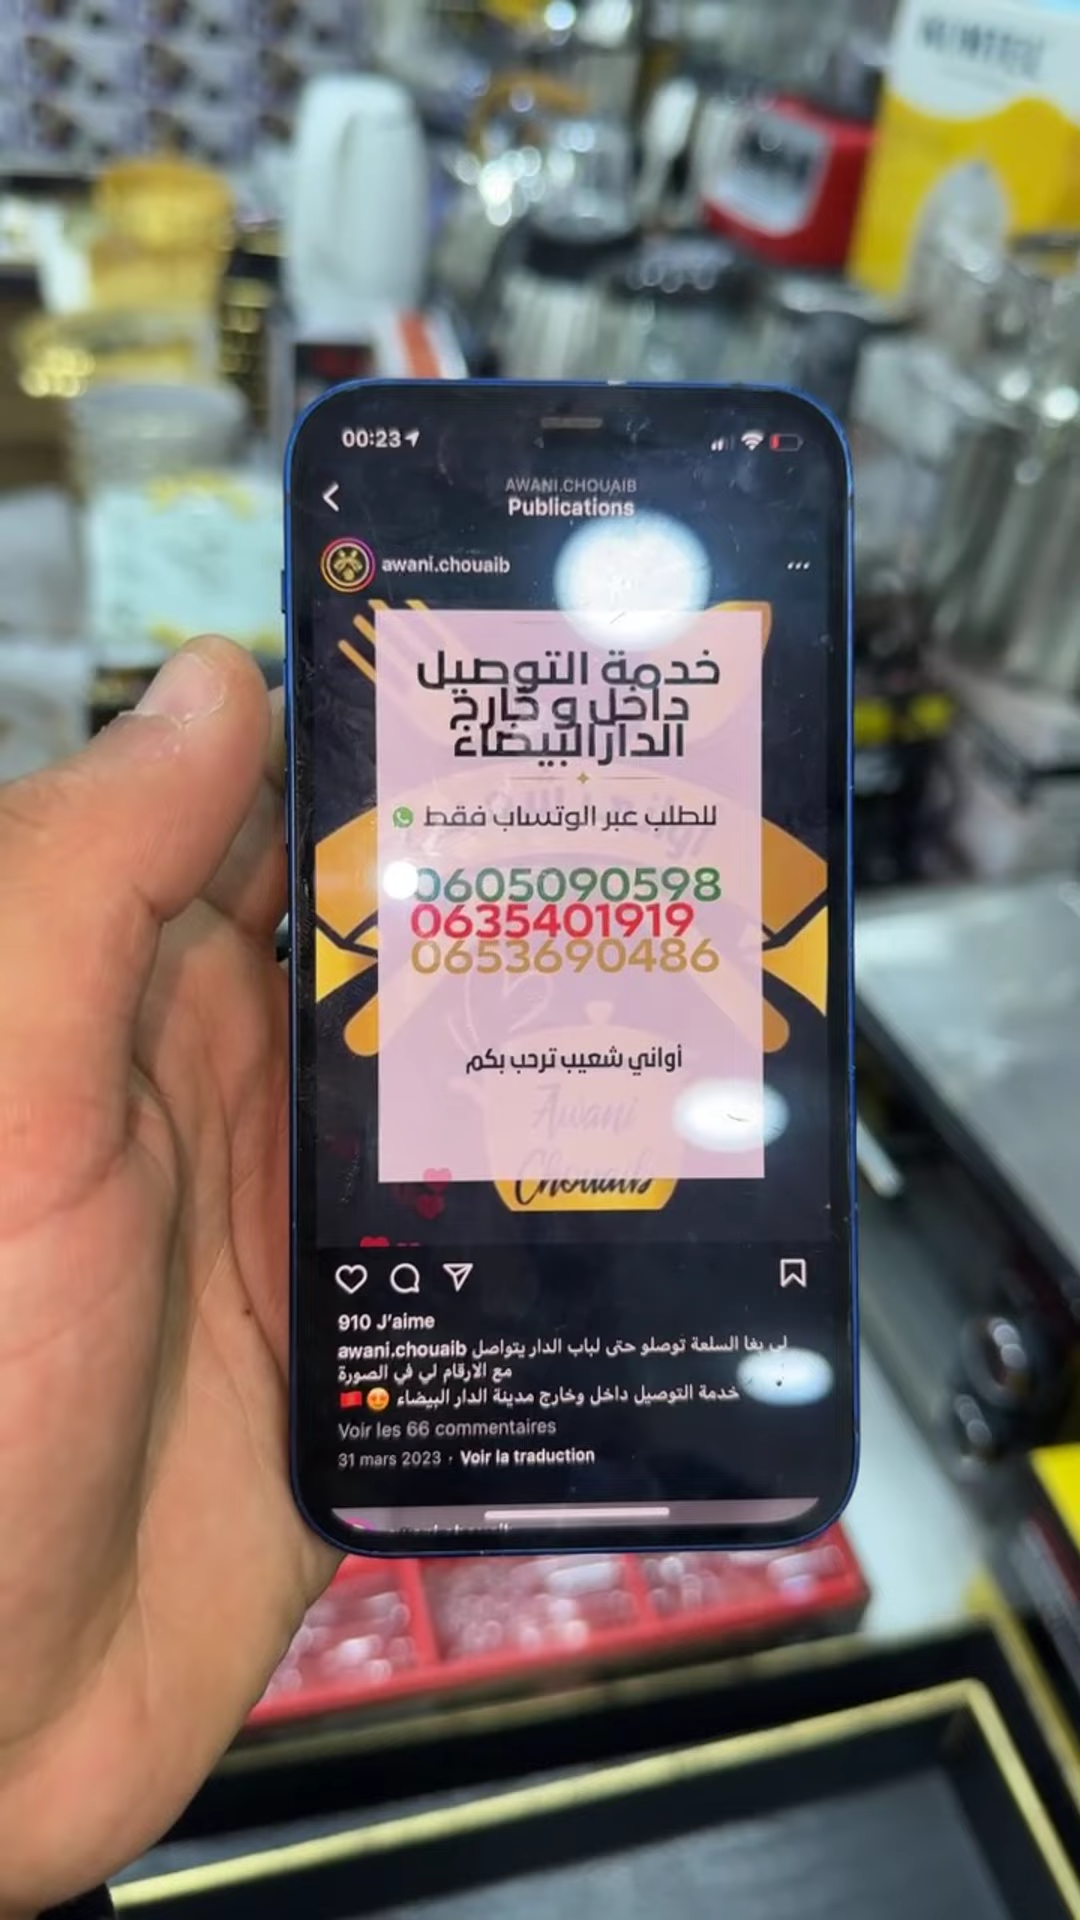 MINTEC
00:23
AWANI.CHOUAIB
Publications
awani.chouaib
خدمة التوصيل
داخل و خارج
الدارالبيضاء
للطلب عبر الوتساب فقط
0605090598
0635401919
0653690486
أواني شعيب ترحب بكم
Awani
Chouaib
910 J'aime
awani.chouaib لي بغا السلعة توصلو حتى لباب الدار يتواصل
مع الارقام لي في الصورة
خدمة التوصيل داخل وخارج مدينة الدار البيضاء 😍🇲🇦
Voir les 66 commentaires
31 mars 2023 · Voir la traduction